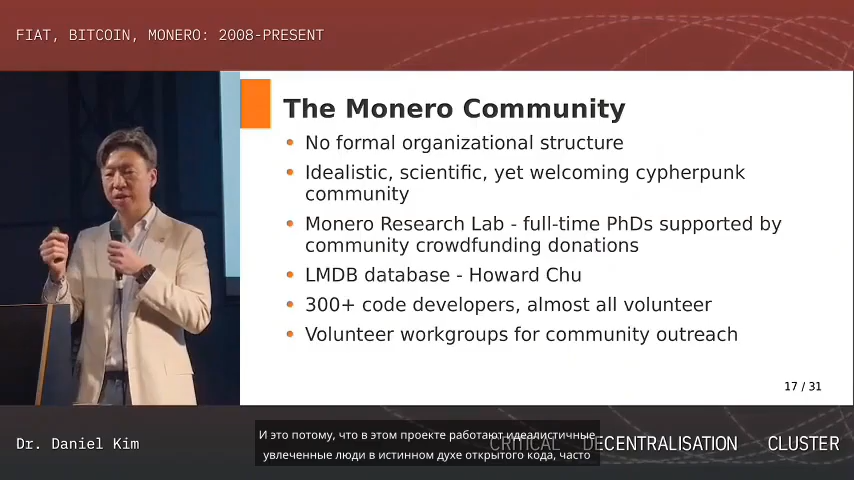 FIAT, BITCOIN, MONERO: 2008-PRESENT
The Monero Community
• No formal organizational structure
• Idealistic, scientific, yet welcoming cypherpunk
community
• Monero Research Lab - full-time PhDs supported by
community crowdfunding donations
• LMDB database - Howard Chu
• 300+ code developers, almost all volunteer
• Volunteer workgroups for community outreach
17 / 31
Dr. Daniel Kim
CRITICAL DECENTRALISATION CLUSTER
И это потому, что в этом проекте работают идеалистичные,
увлеченные люди в истинном духе открытого кода, часто